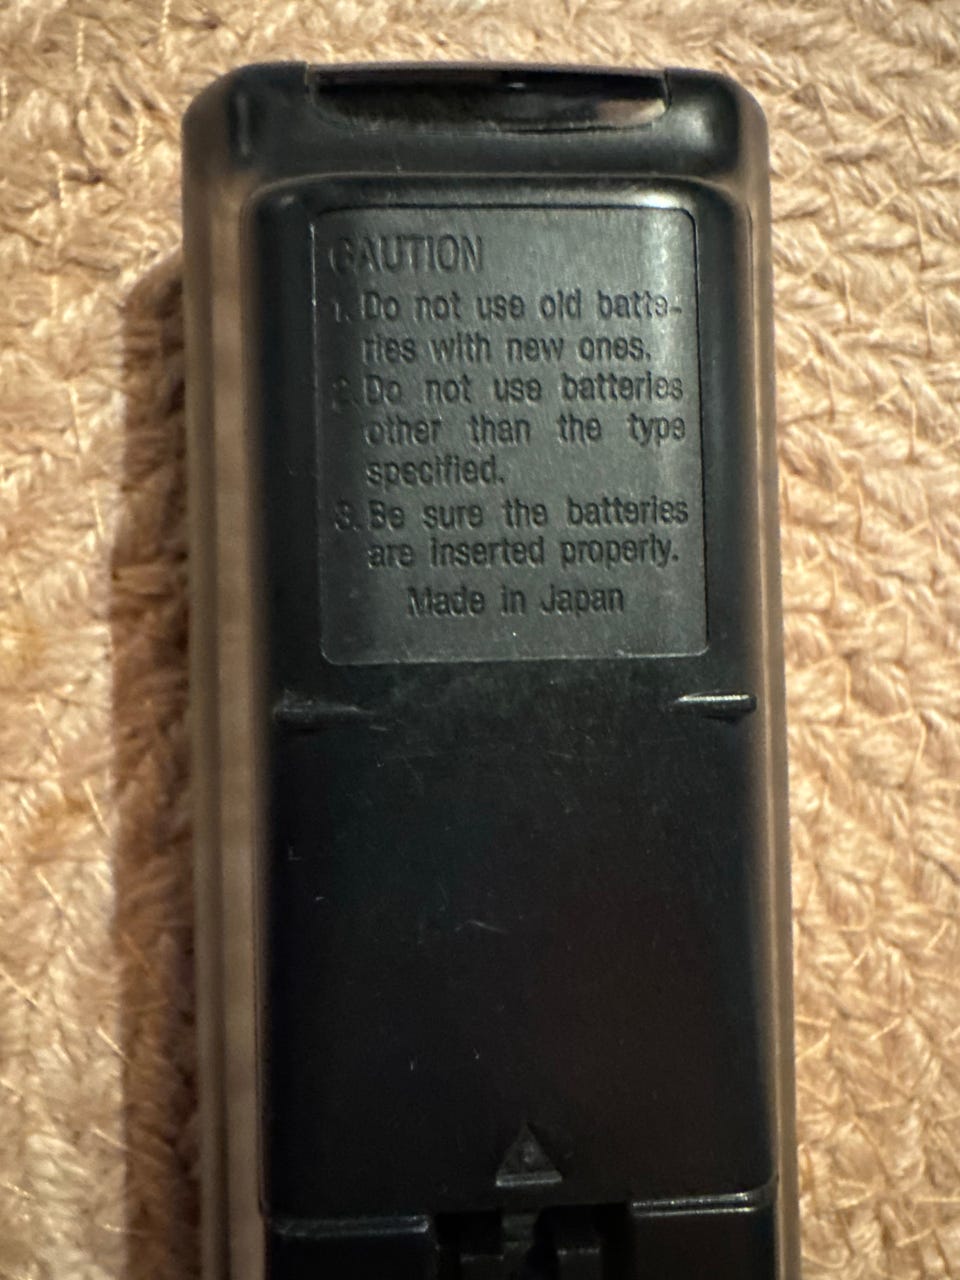 CAUTION
1. Do not use old batte-
ries with new ones.
2. Do not use batteries
other than the type
specified.
3. Be sure the batteries
are inserted properly.
Made in Japan